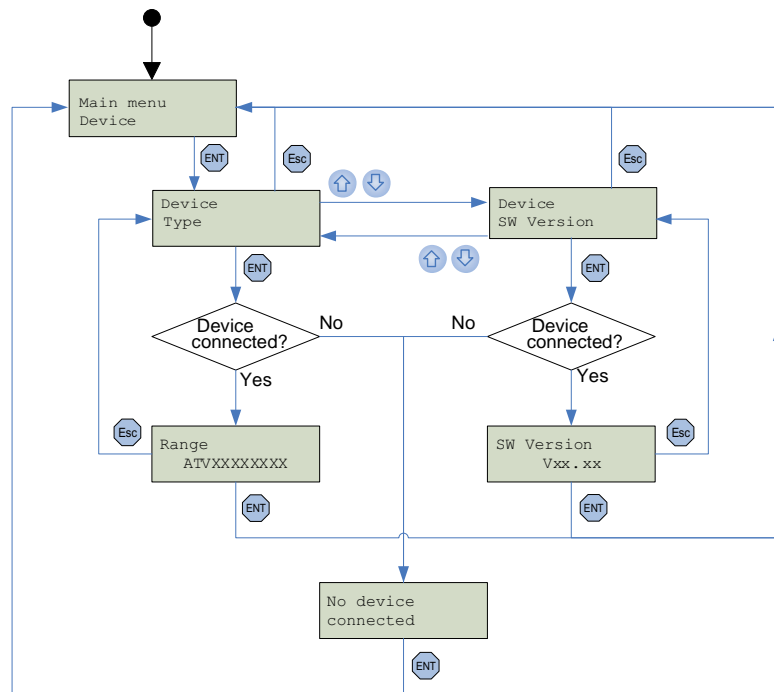 Main menu
Device
ENT
Esc
Esc
Device
Type
Device
SW Version
ENT
ENT
Device
connected?
No
No
Device
connected?
Yes
Yes
Esc
Range
ATVXXXXXXXX
SW Version
Vxx.xx
Esc
ENT
ENT
No device
connected
ENT